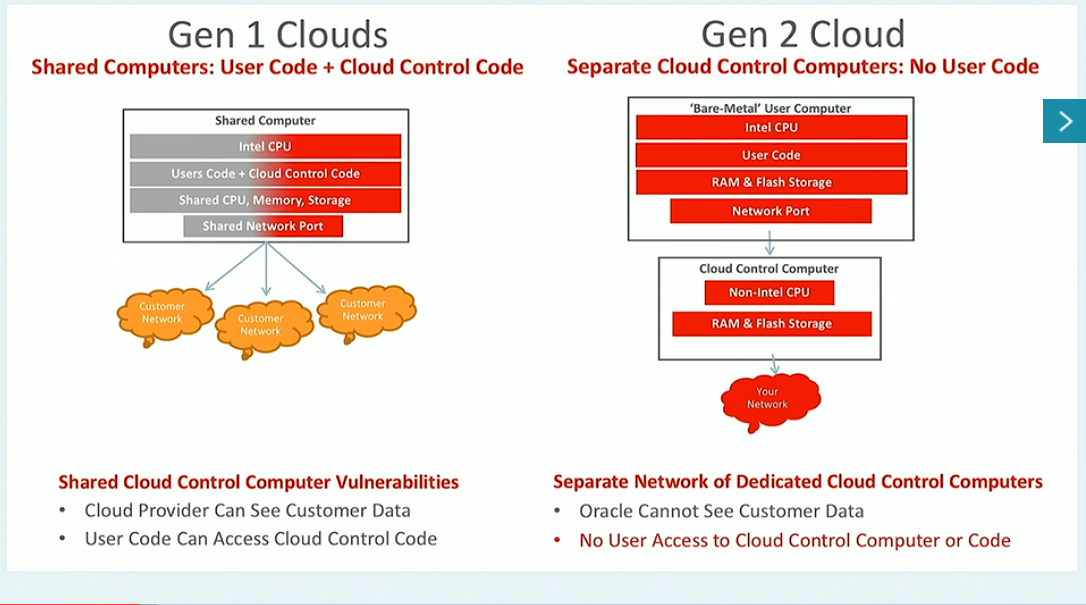 Gen 1 Clouds
Shared Computers: User Code + Cloud Control Code
Shared Computer
Intel CPU
Users Code + Cloud Control Code
Shared CPU, Memory, Storage
Shared Network Port
Customer
Network
Customer
Network
Customer
Network
Shared Cloud Control Computer Vulnerabilities
• Cloud Provider Can See Customer Data
• User Code Can Access Cloud Control Code
Gen 2 Cloud
Separate Cloud Control Computers: No User Code
‘Bare-Metal’ User Computer
Intel CPU
User Code
RAM & Flash Storage
Network Port
Cloud Control Computer
Non-Intel CPU
RAM & Flash Storage
Your
Network
Separate Network of Dedicated Cloud Control Computers
• Oracle Cannot See Customer Data
• No User Access to Cloud Control Computer or Code